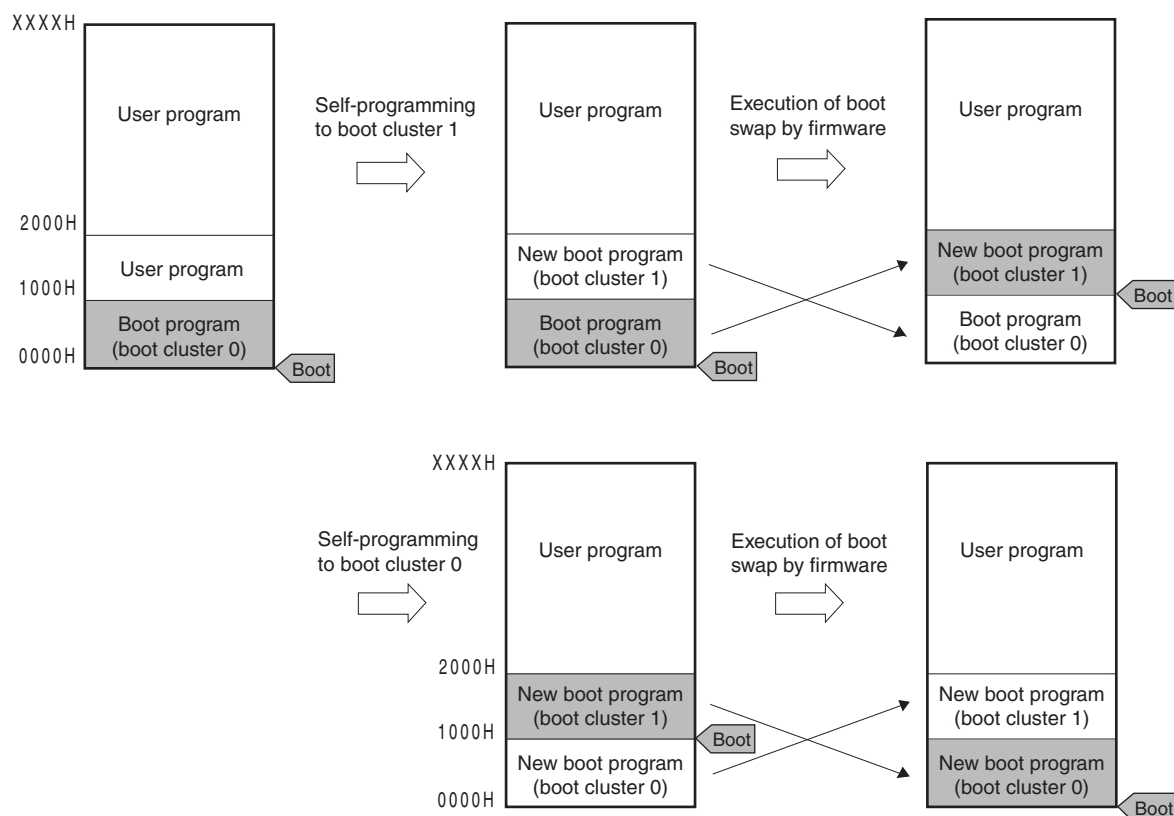 XXXXH
User program
2000H
User program
1000H
Boot program
(boot cluster 0)
0000H
Boot
Self-programming
to boot cluster 1
User program
New boot program
(boot cluster 1)
Boot program
(boot cluster 0)
Boot
Execution of boot
swap by firmware
User program
New boot program
(boot cluster 1)
Boot
Boot program
(boot cluster 0)
Self-programming
to boot cluster 0
XXXXH
User program
2000H
New boot program
(boot cluster 1)
1000H
Boot
New boot program
(boot cluster 0)
0000H
Execution of boot
swap by firmware
User program
New boot program
(boot cluster 1)
New boot program
(boot cluster 0)
Boot